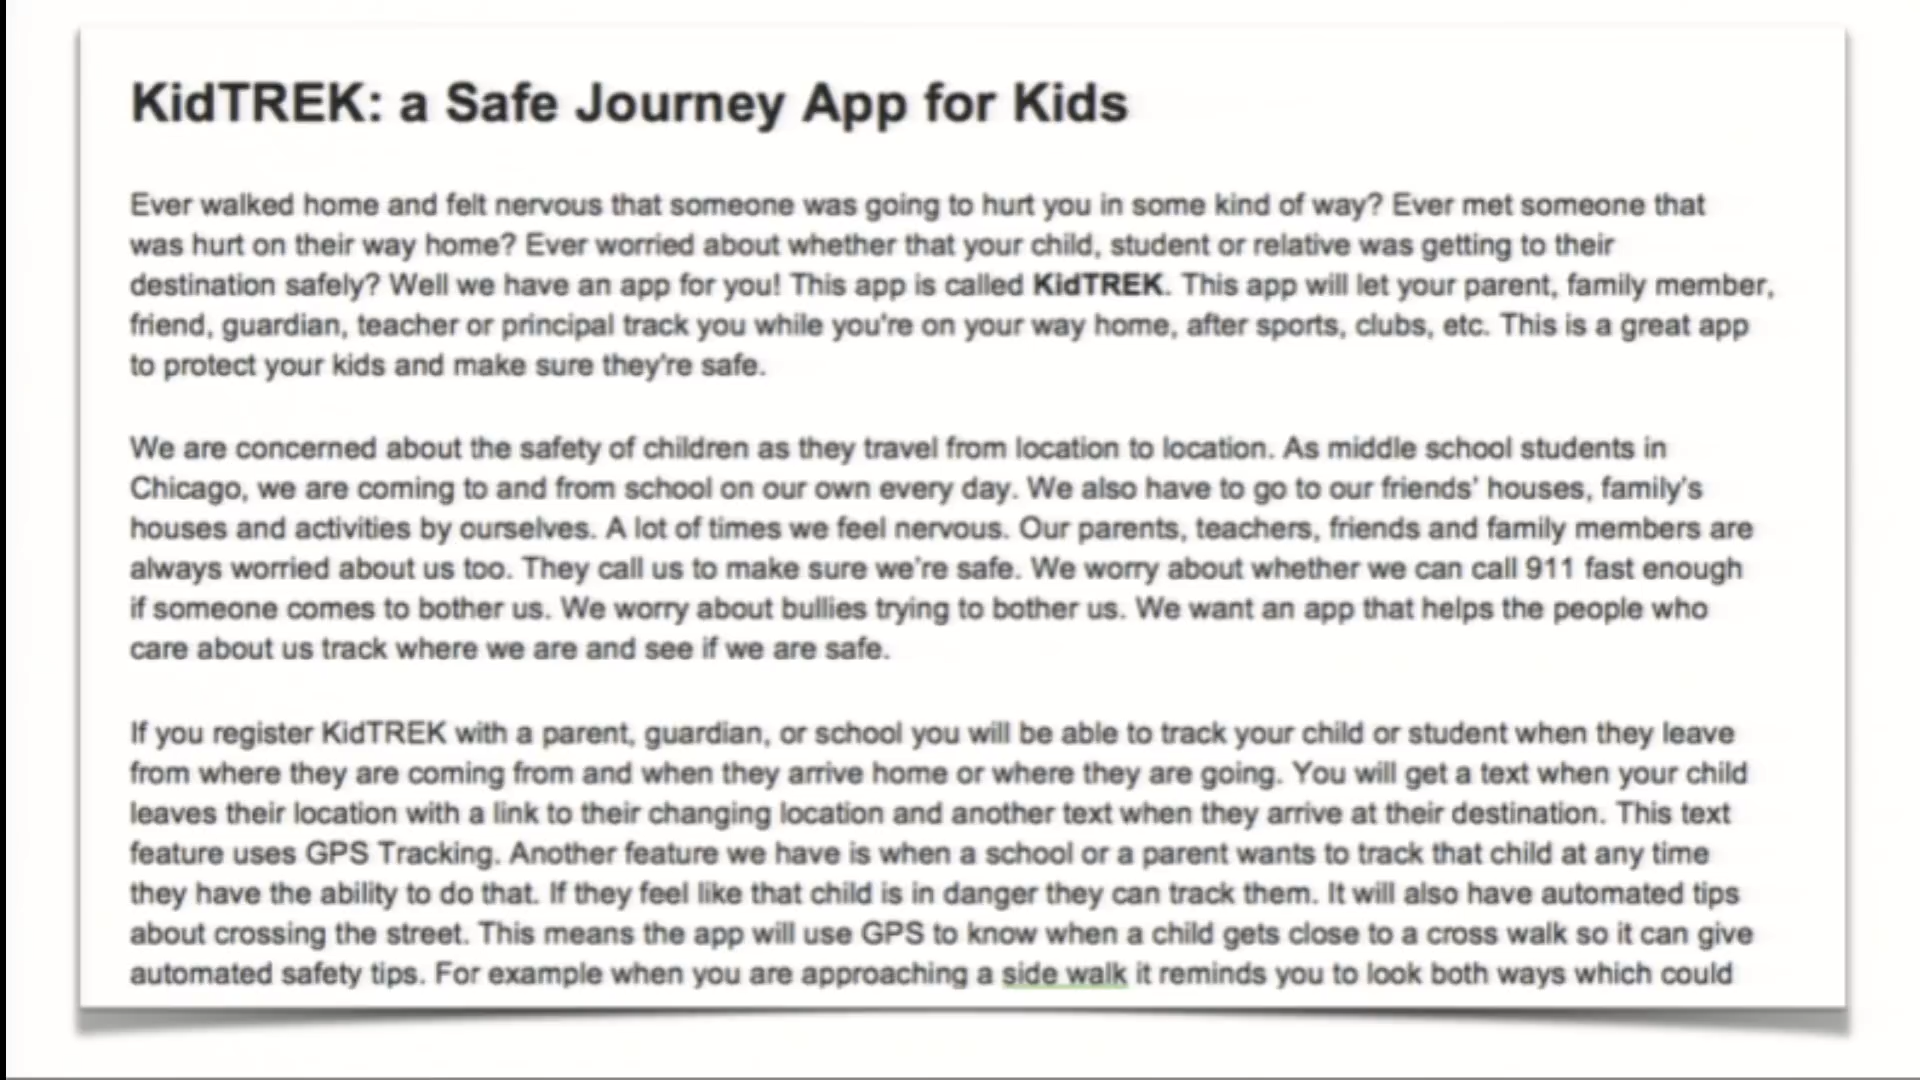 KidTREK: a Safe Journey App for Kids
Ever walked home and felt nervous that someone was going to hurt you in some kind of way? Ever met someone that
was hurt on their way home? Ever worried about whether that your child, student or relative was getting to their
destination safely? Well we have an app for you! This app is called KidTREK. This app will let your parent, family member,
friend, guardian, teacher or principal track you while you're on your way home, after sports, clubs, etc. This is a great app
to protect your kids and make sure they're safe.
We are concerned about the safety of children as they travel from location to location. As middle school students in
Chicago, we are coming to and from school on our own every day. We also have to go to our friends' houses, family's
houses and activities by ourselves. A lot of times we feel nervous. Our parents, teachers, friends and family members are
always worried about us too. They call us to make sure we're safe. We worry about whether we can call 911 fast enough
if someone comes to bother us. We worry about bullies trying to bother us. We want an app that helps the people who
care about us track where we are and see if we are safe.
If you register KidTREK with a parent, guardian, or school you will be able to track your child or student when they leave
from where they are coming from and when they arrive home or where they are going. You will get a text when your child
leaves their location with a link to their changing location and another text when they arrive at their destination. This text
feature uses GPS Tracking. Another feature we have is when a school or a parent wants to track that child at any time
they have the ability to do that. If they feel like that child is in danger they can track them. It will also have automated tips
about crossing the street. This means the app will use GPS to know when a child gets close to a cross walk so it can give
automated safety tips. For example when you are approaching a side walk it reminds you to look both ways which could